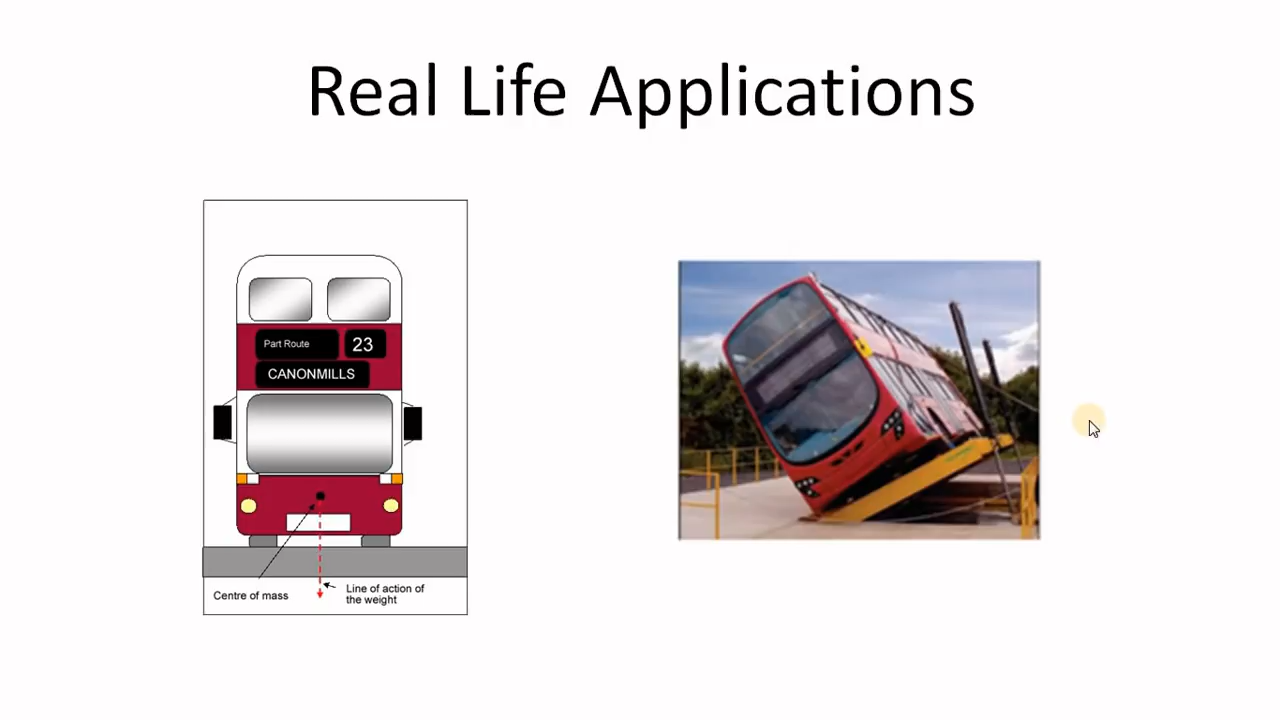 Real Life Applications
Part Route
23
CANONMILLS
Centre of mass
Line of action of
the weight